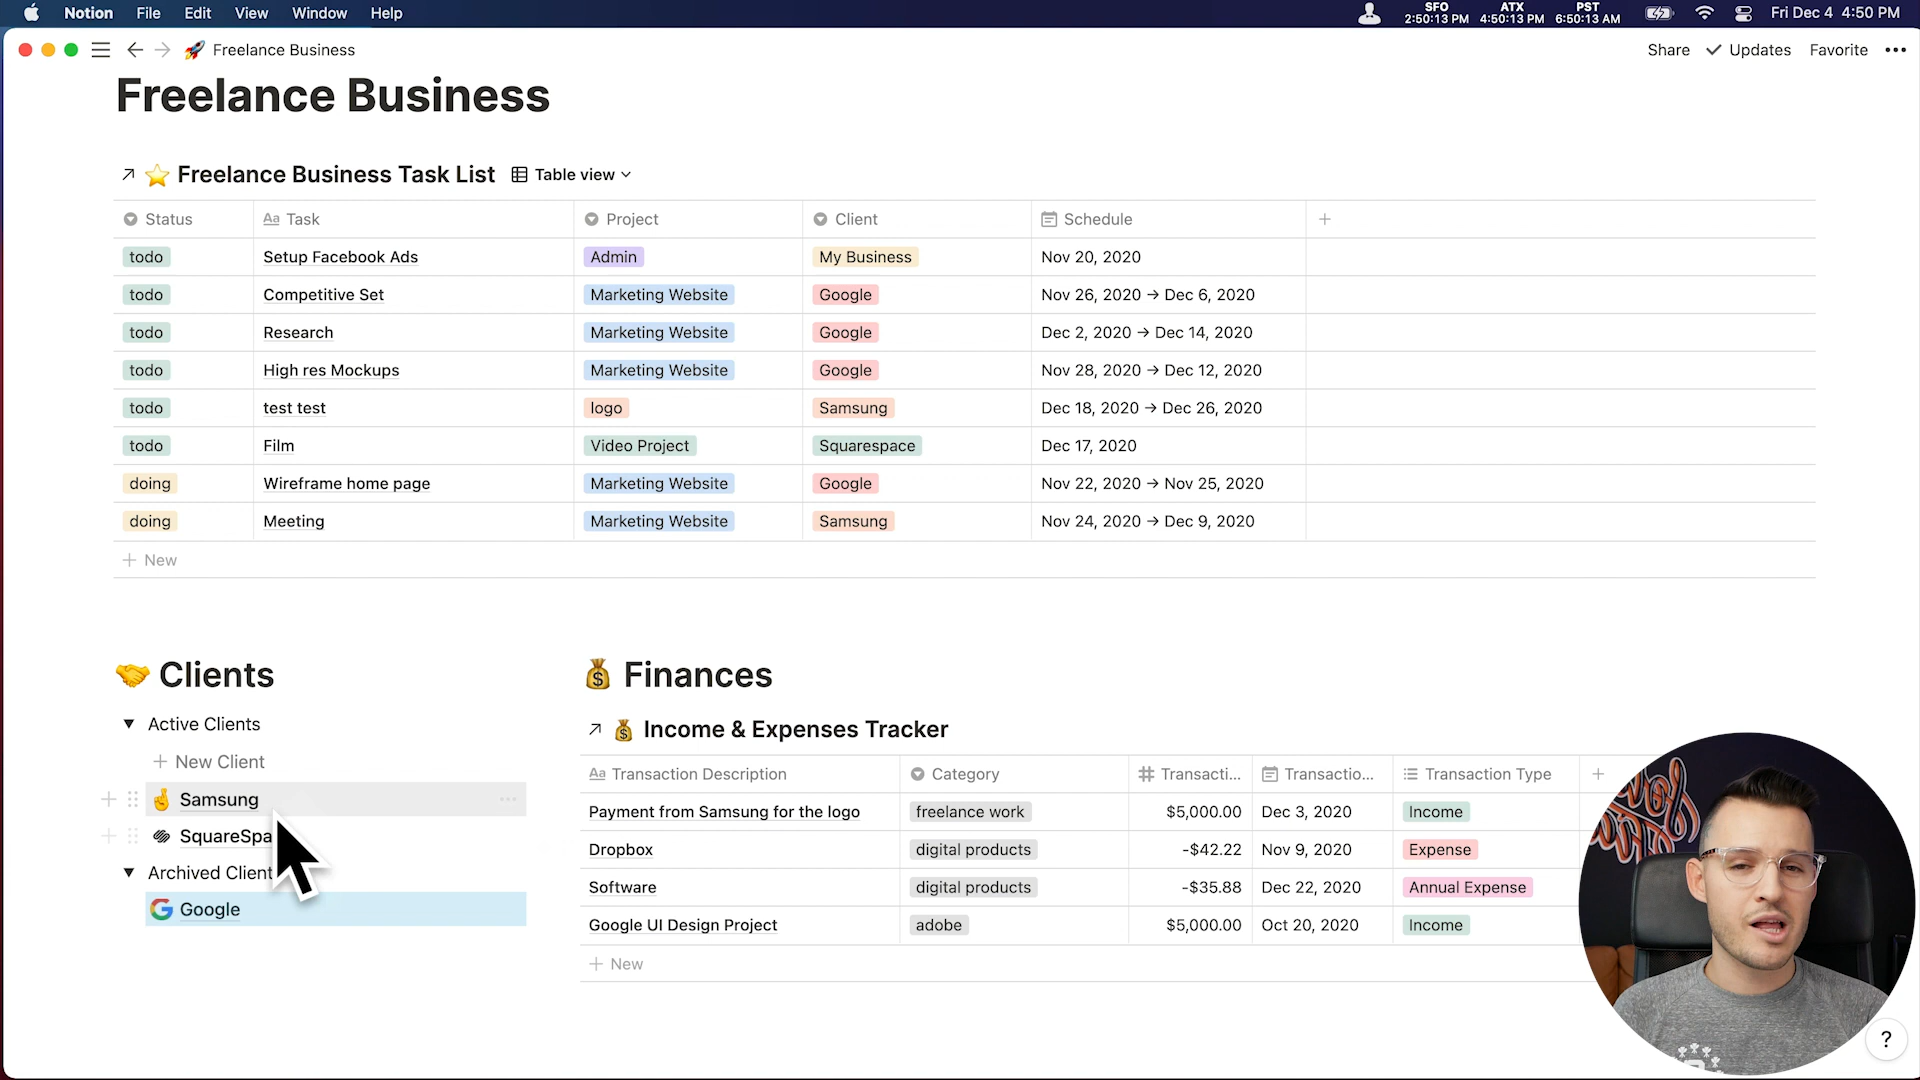 Notion File Edit View Window Help
SFO 2:50:13 PM ATX 4:50:13 PM PST 6:50:13 AM Fri Dec 4 4:50 PM
Freelance Business Share Updates Favorite
Freelance Business
Freelance Business Task List Table view
Status Aa Task Project Client Schedule
todo Setup Facebook Ads Admin My Business Nov 20, 2020
todo Competitive Set Marketing Website Google Nov 26, 2020 → Dec 6, 2020
todo Research Marketing Website Google Dec 2, 2020 → Dec 14, 2020
todo High res Mockups Marketing Website Google Nov 28, 2020 → Dec 12, 2020
todo test test logo Samsung Dec 18, 2020 → Dec 26, 2020
todo Film Video Project Squarespace Dec 17, 2020
doing Wireframe home page Marketing Website Google Nov 22, 2020 → Nov 25, 2020
doing Meeting Marketing Website Samsung Nov 24, 2020 → Dec 9, 2020
+ New
Clients
Active Clients
+ New Client
Samsung
SquareSpa
Archived Client
Google
Finances
Income & Expenses Tracker
Aa Transaction Description Category # Transacti... Transactio... Transaction Type +
Payment from Samsung for the logo freelance work $5,000.00 Dec 3, 2020 Income
Dropbox digital products -$42.22 Nov 9, 2020 Expense
Software digital products -$35.88 Dec 22, 2020 Annual Expense
Google UI Design Project adobe $5,000.00 Oct 20, 2020 Income
+ New
?